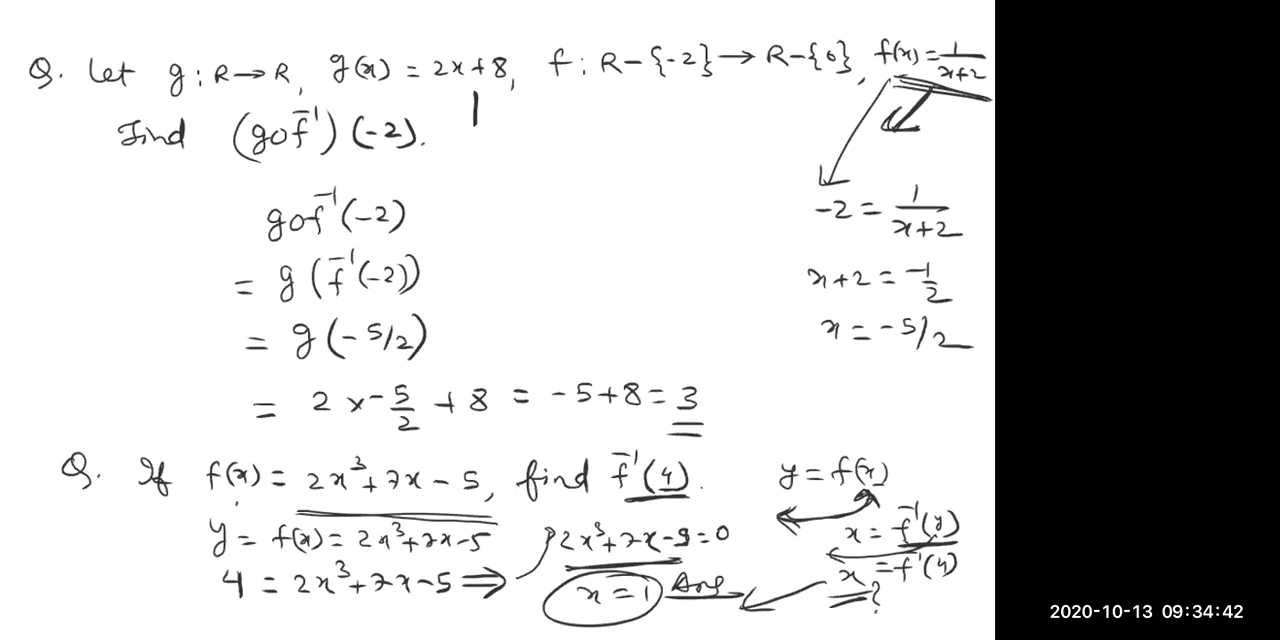 Q. Let g : R→R, g(x) = 2x+8, f : R-{-2} → R-{0}, f(x) = 1/(x+2)
Find (gof⁻¹)(-2).
gof⁻¹(-2)
= g(f⁻¹(-2))
= g(-5/2)
= 2 x -5/2 + 8 = -5+8 = 3
-2 = 1/(x+2)
x+2 = -1/2
x = -5/2
Q. If f(x) = 2x³+7x-5, find f⁻¹(4).
y = f(x) = 2x³+7x-5
4 = 2x³+7x-5 ⇒
2x³+7x-9=0
x=1 Ans
y = f(x)
x = f⁻¹(y)
x = f⁻¹(4)
?
2020-10-13 09:34:42